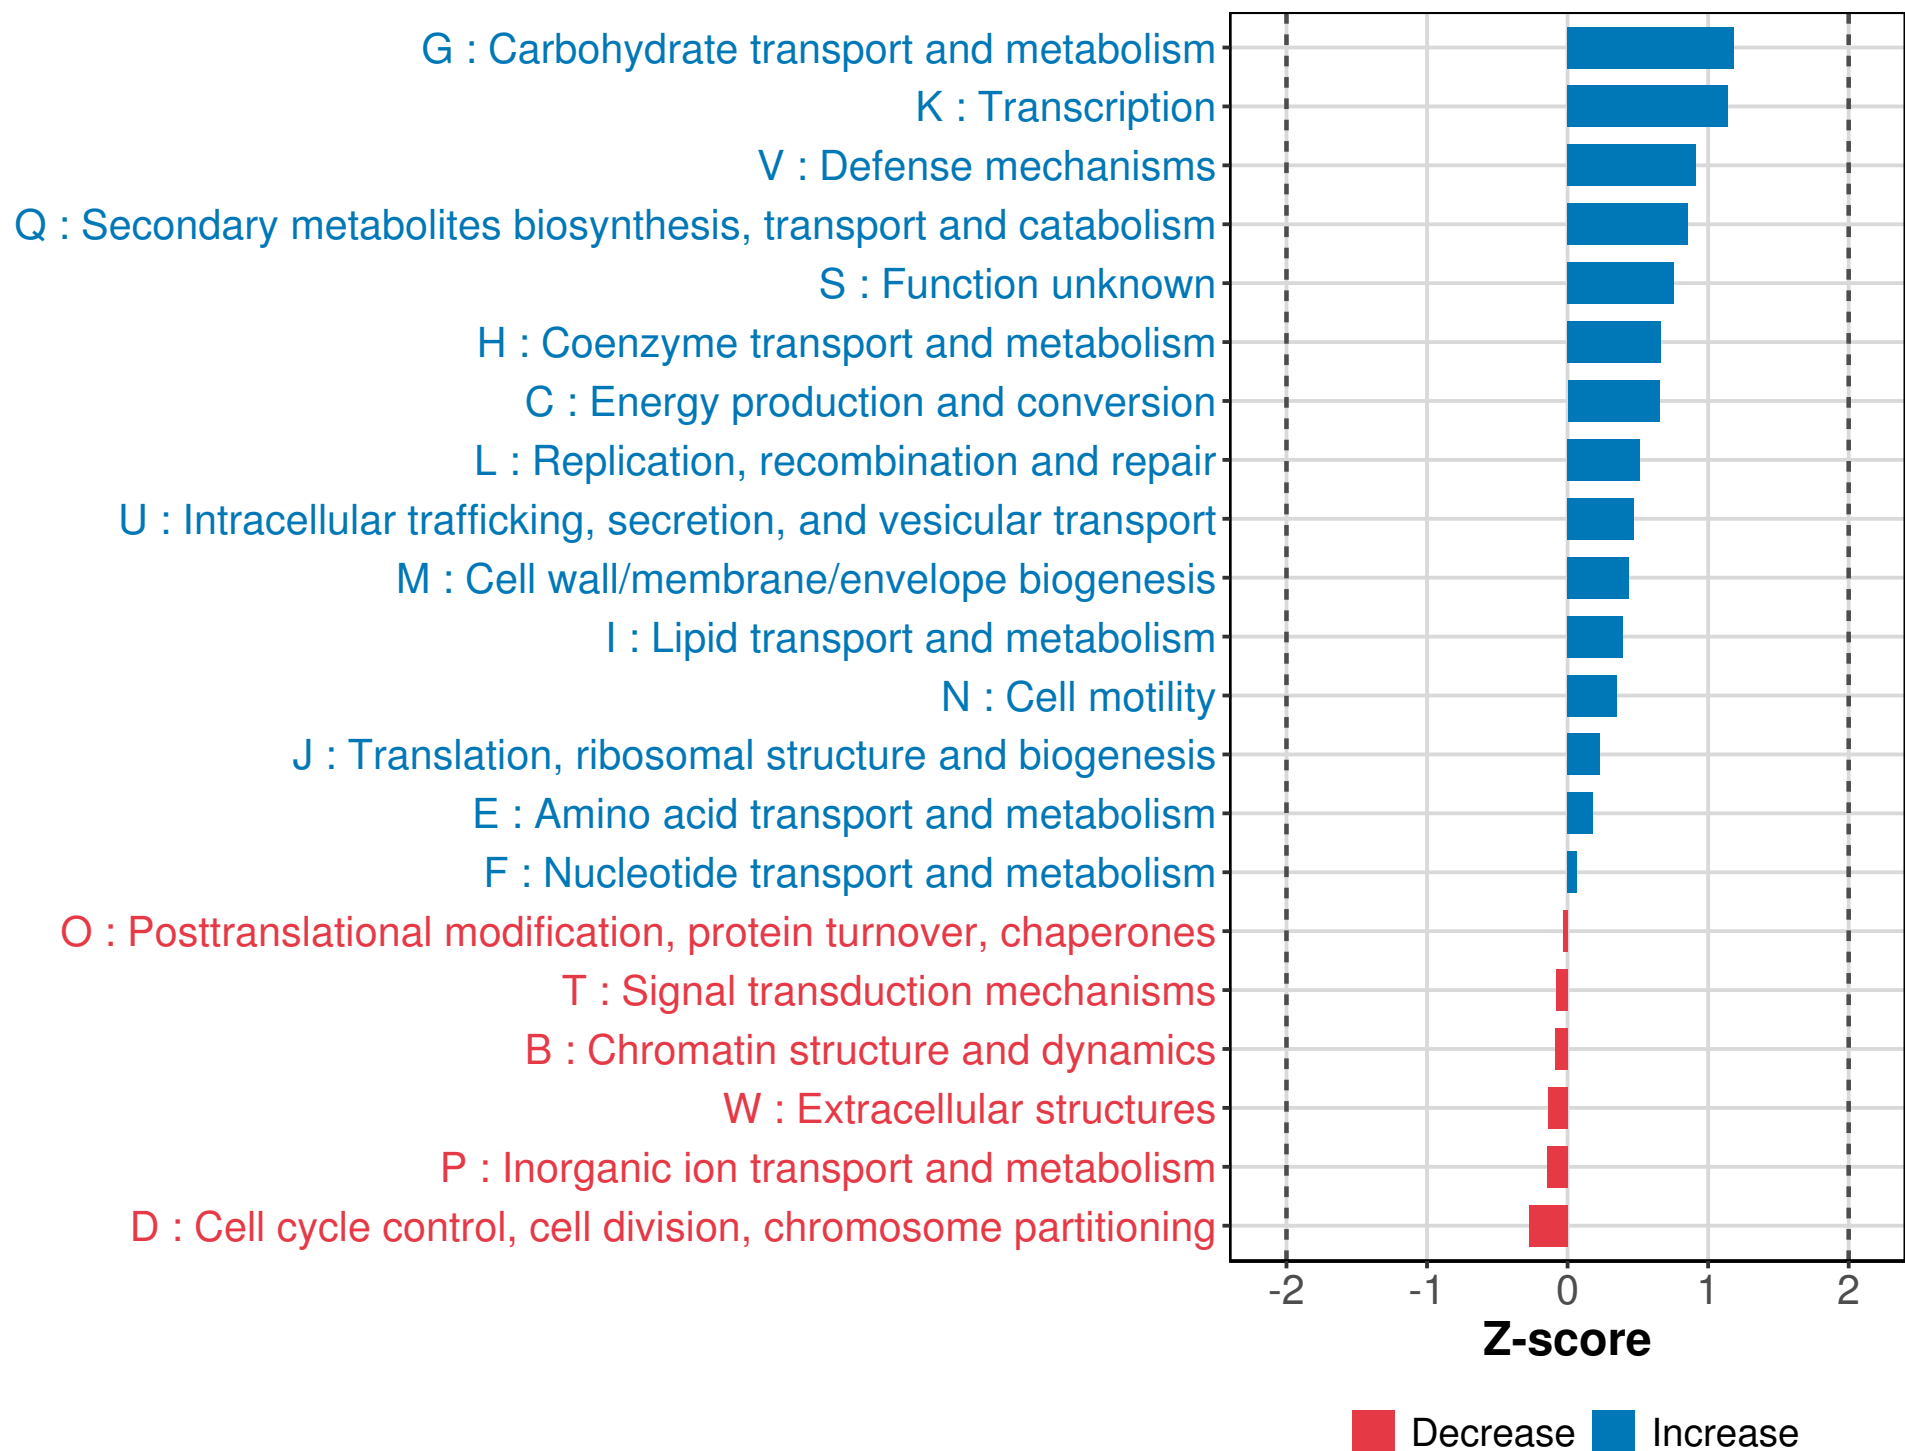 G : Carbohydrate transport and metabolism
K : Transcription
V : Defense mechanisms
Q : Secondary metabolites biosynthesis, transport and catabolism
S : Function unknown
H : Coenzyme transport and metabolism
C : Energy production and conversion
L : Replication, recombination and repair
U : Intracellular trafficking, secretion, and vesicular transport
M : Cell wall/membrane/envelope biogenesis
I : Lipid transport and metabolism
N : Cell motility
J : Translation, ribosomal structure and biogenesis
E : Amino acid transport and metabolism
F : Nucleotide transport and metabolism
O : Posttranslational modification, protein turnover, chaperones
T : Signal transduction mechanisms
B : Chromatin structure and dynamics
W : Extracellular structures
P : Inorganic ion transport and metabolism
D : Cell cycle control, cell division, chromosome partitioning
-2 -1 0 1 2
Z-score
Decrease Increase